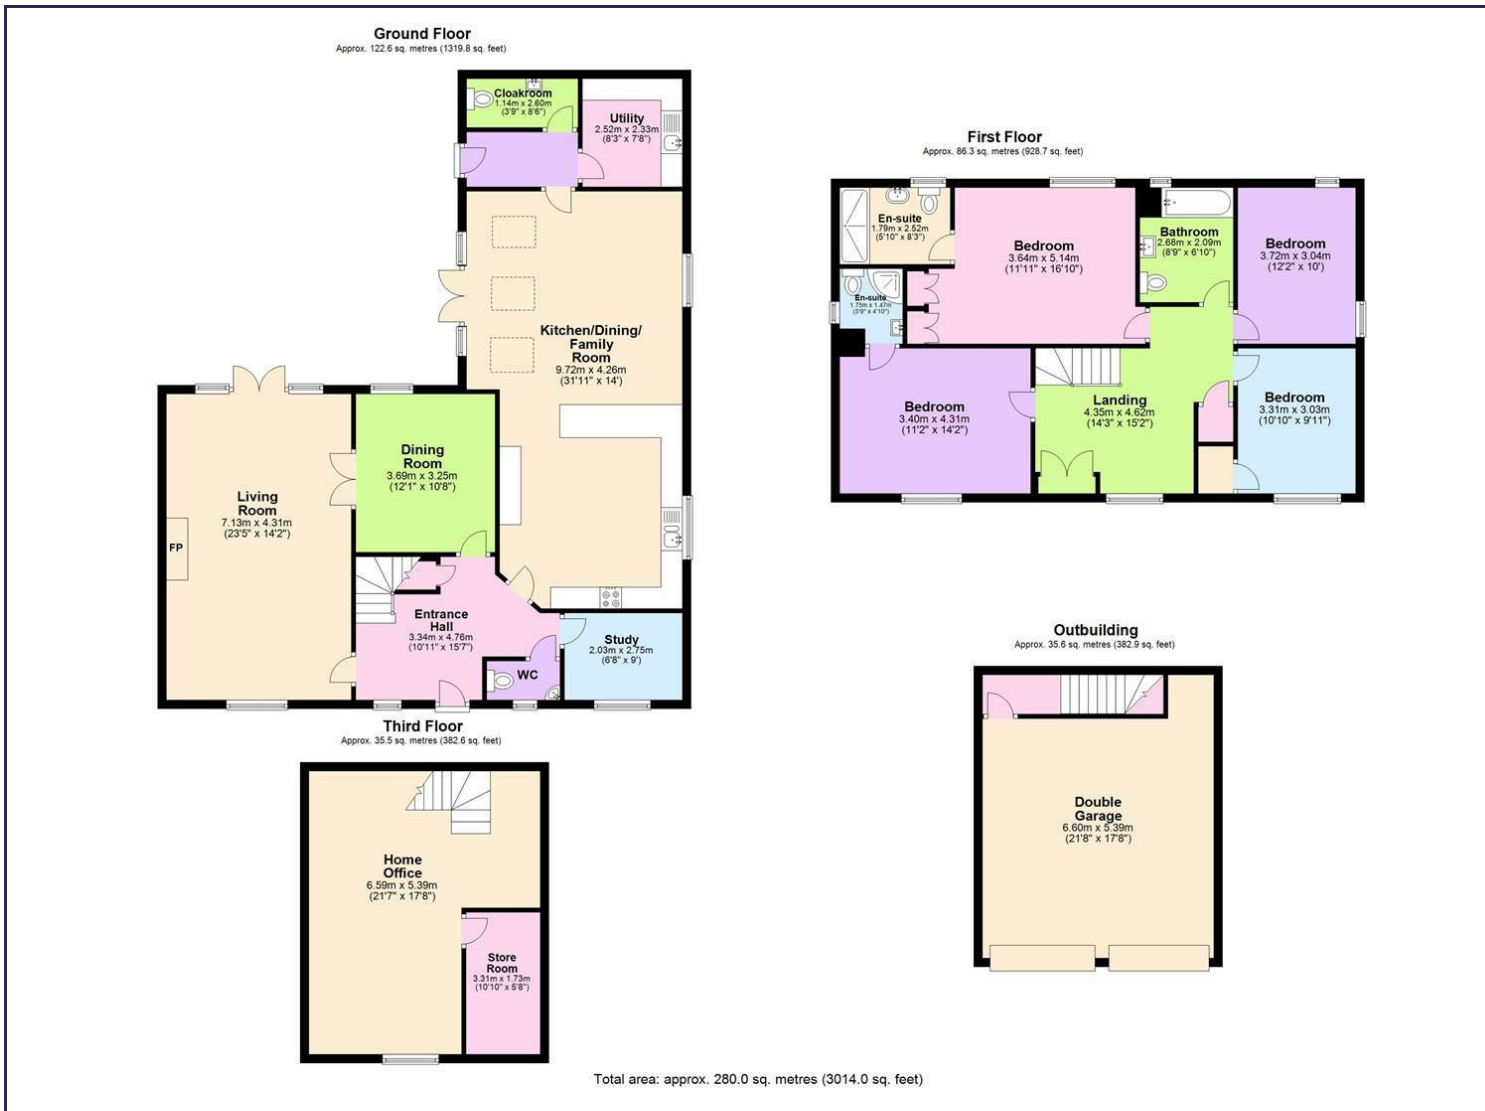 Ground Floor
Approx. 122.6 sq. metres (1319.8 sq. feet)
Cloakroom
1.14m x 2.60m
(3'9" x 8'6")
Utility
2.52m x 2.33m
(8'3" x 7'8")
Kitchen/Dining/
Family
Room
9.72m x 4.26m
(31'11" x 14')
Dining
Room
3.69m x 3.25m
(12'1" x 10'8")
Living
Room
7.13m x 4.31m
(23'5" x 14'2")
FP
Entrance
Hall
3.34m x 4.76m
(10'11" x 15'7")
Study
2.03m x 2.75m
(6'8" x 9')
WC
First Floor
Approx. 86.3 sq. metres (928.7 sq. feet)
En-suite
1.79m x 2.52m
(5'10" x 8'3")
Bedroom
3.64m x 5.14m
(11'11" x 16'10")
Bathroom
2.68m x 2.09m
(8'9" x 6'10")
Bedroom
3.72m x 3.04m
(12'2" x 10')
En-suite
1.75m x 1.47m
(5'9" x 4'10")
Bedroom
3.40m x 4.31m
(11'2" x 14'2")
Landing
4.35m x 4.62m
(14'3" x 15'2")
Bedroom
3.31m x 3.03m
(10'10" x 9'11")
Third Floor
Approx. 35.5 sq. metres (382.6 sq. feet)
Home
Office
6.59m x 5.39m
(21'7" x 17'8")
Store
Room
3.31m x 1.73m
(10'10" x 5'8")
Outbuilding
Approx. 35.6 sq. metres (382.9 sq. feet)
Double
Garage
6.60m x 5.39m
(21'8" x 17'8")
Total area: approx. 280.0 sq. metres (3014.0 sq. feet)